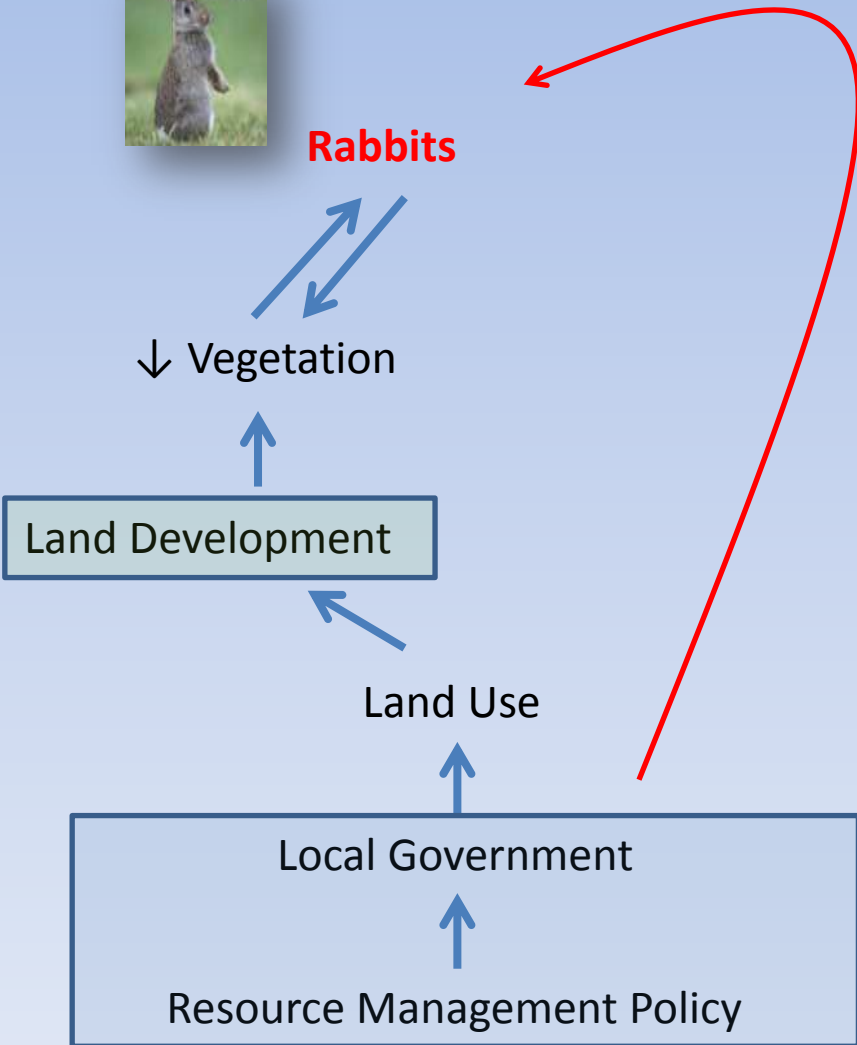 Rabbits
↓ Vegetation
Land Development
Land Use
Local Government
Resource Management Policy